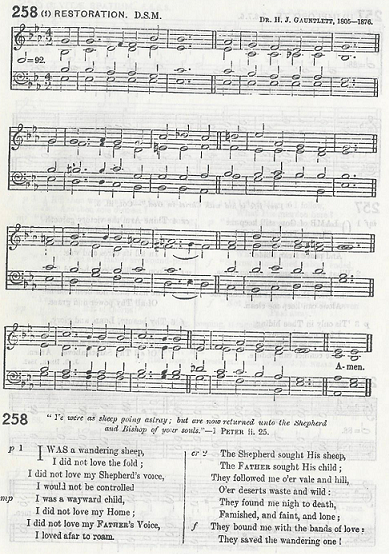 258 (1) RESTORATION. D.S.M.
DR. H. J. GAUNTLETT, 1805—1876.
=92.
A-men.
258
" Ye were as sheep going astray; but are now returned unto the Shepherd
and Bishop of your souls."—1 PETER ii. 25.
p 1 I WAS a wandering sheep,
I did not love the fold ;
I did not love my Shepherd's voice,
I would not be controlled
mp I was a wayward child,
I did not love my Home ;
I did not love my FATHER'S Voice,
I loved afar to roam.
cr 2 The Shepherd sought His sheep,
The FATHER sought His child ;
They followed me o'er vale and hill,
O'er deserts waste and wild :
They found me nigh to death,
Famished, and faint, and lone ;
f They bound me with the bands of love :
They saved the wandering one !